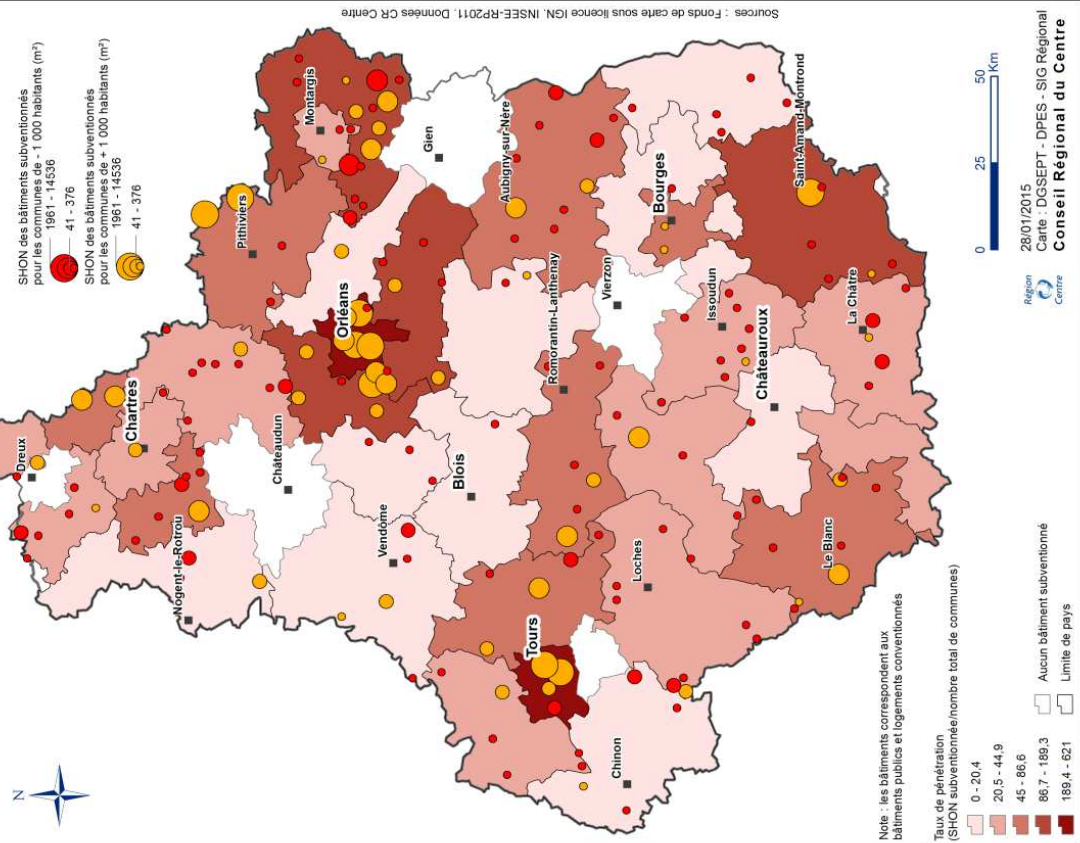 SHON des bâtiments subventionnés
pour les communes de - 1 000 habitants (m²)
1961 - 14536
41 - 376
SHON des bâtiments subventionnés
pour les communes de + 1 000 habitants (m²)
1961 - 14536
41 - 376
N
Dreux
Chartres
Pithiviers
Montargis
Nogent-le-Rotrou
Châteaudun
Orléans
Gien
Vendôme
Blois
Aubigny-sur-Nère
Romorantin-Lanthenay
Tours
Vierzon
Bourges
Chinon
Loches
Issoudun
Châteauroux
Saint-Amand-Montrond
Le Blanc
La Châtre
Note : les bâtiments correspondent aux
bâtiments publics et logements conventionnés
Taux de pénétration
(SHON subventionnée/nombre total de communes)
0 - 20,4
20,5 - 44,9
45 - 86,6
86,7 - 189,3
189,4 - 621
Aucun bâtiment subventionné
Limite de pays
0 25 50 Km
28/01/2015
Carte : DGSEPT - DPES - SIG Régional
Conseil Régional du Centre
Région
Centre
Sources : Fonds de carte sous licence IGN. INSEE-RP2011. Données CR Centre